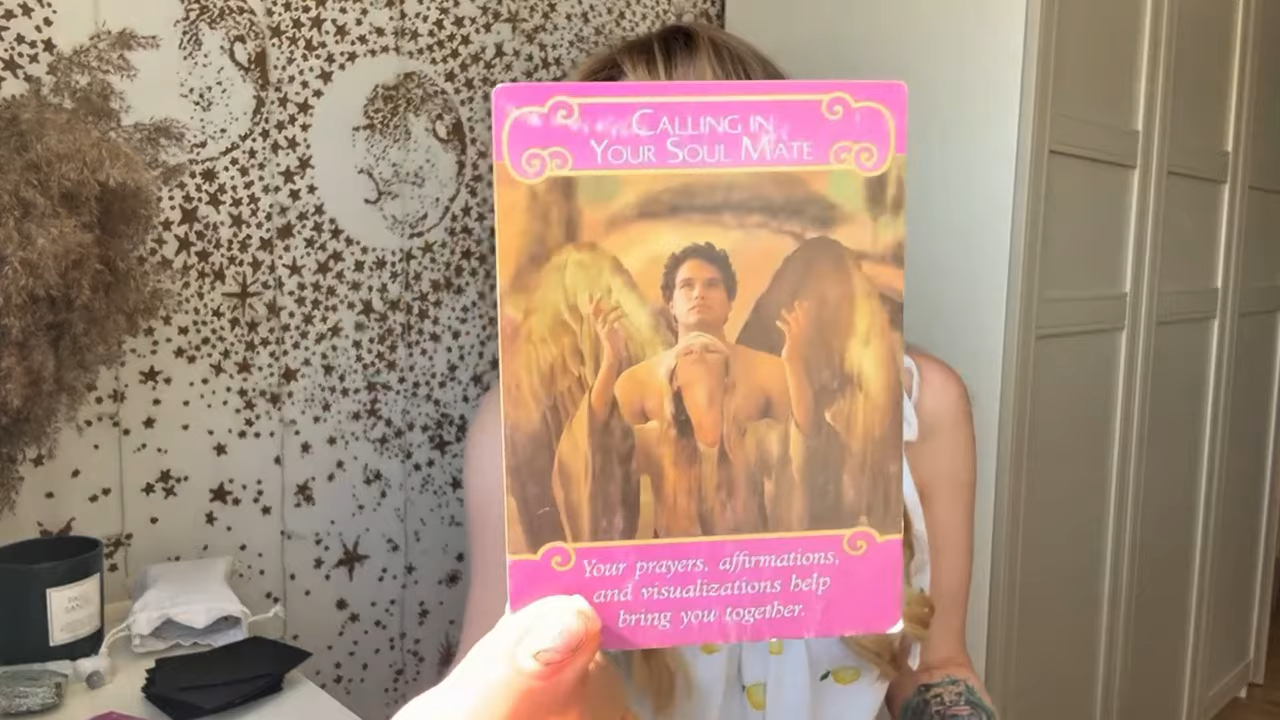 CALLING IN
YOUR SOUL MATE
Your prayers, affirmations,
and visualizations help
bring you together.